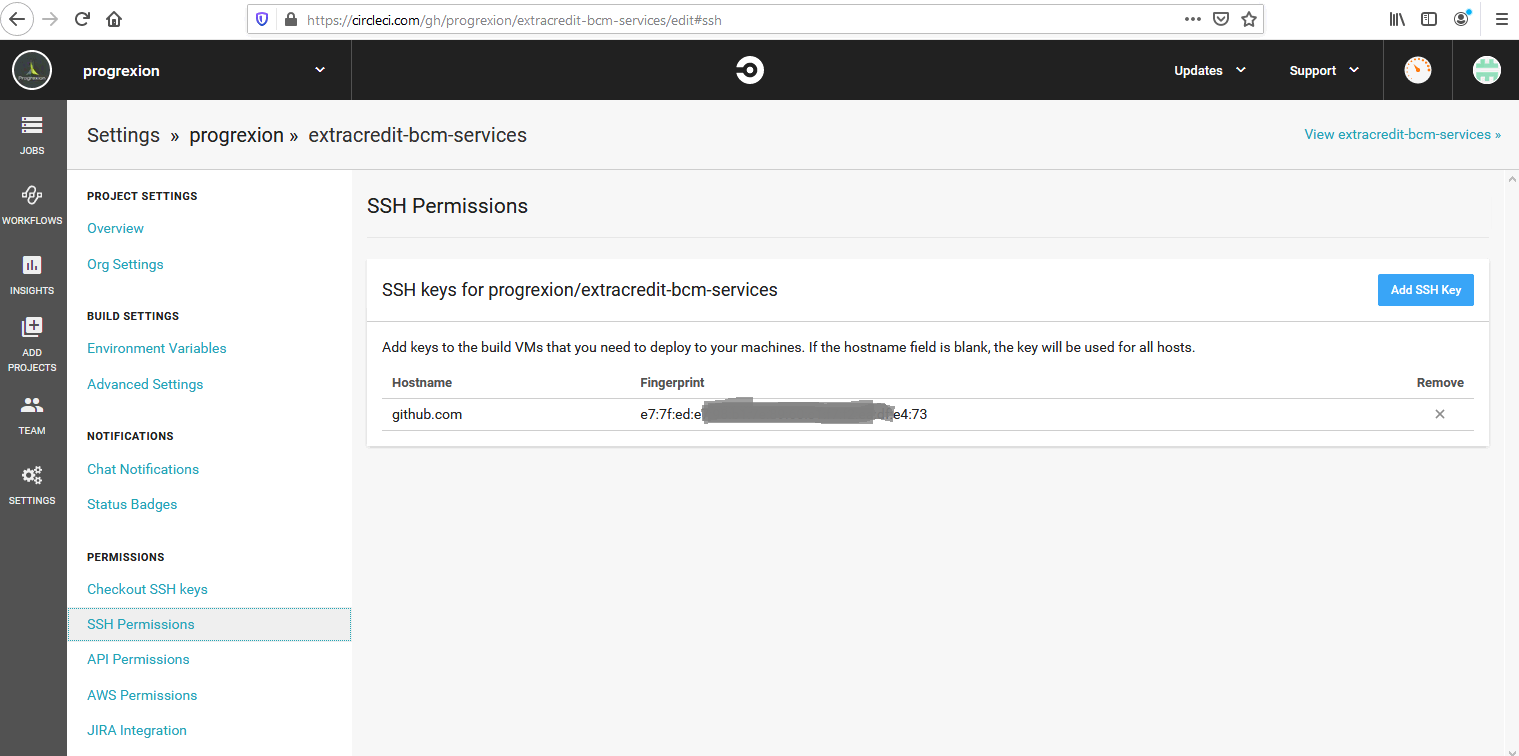 https://circleci.com/gh/progrexion/extracredit-bcm-services/edit#ssh
Progrexion
progrexion
Updates
Support
JOBS
WORKFLOWS
INSIGHTS
ADD
PROJECTS
TEAM
SETTINGS
Settings » progrexion » extracredit-bcm-services
View extracredit-bcm-services »
PROJECT SETTINGS
Overview
Org Settings
BUILD SETTINGS
Environment Variables
Advanced Settings
NOTIFICATIONS
Chat Notifications
Status Badges
PERMISSIONS
Checkout SSH keys
SSH Permissions
API Permissions
AWS Permissions
JIRA Integration
SSH Permissions
SSH keys for progrexion/extracredit-bcm-services
Add SSH Key
Add keys to the build VMs that you need to deploy to your machines. If the hostname field is blank, the key will be used for all hosts.
Hostname Fingerprint Remove
github.com e7:7f:ed:e e4:73